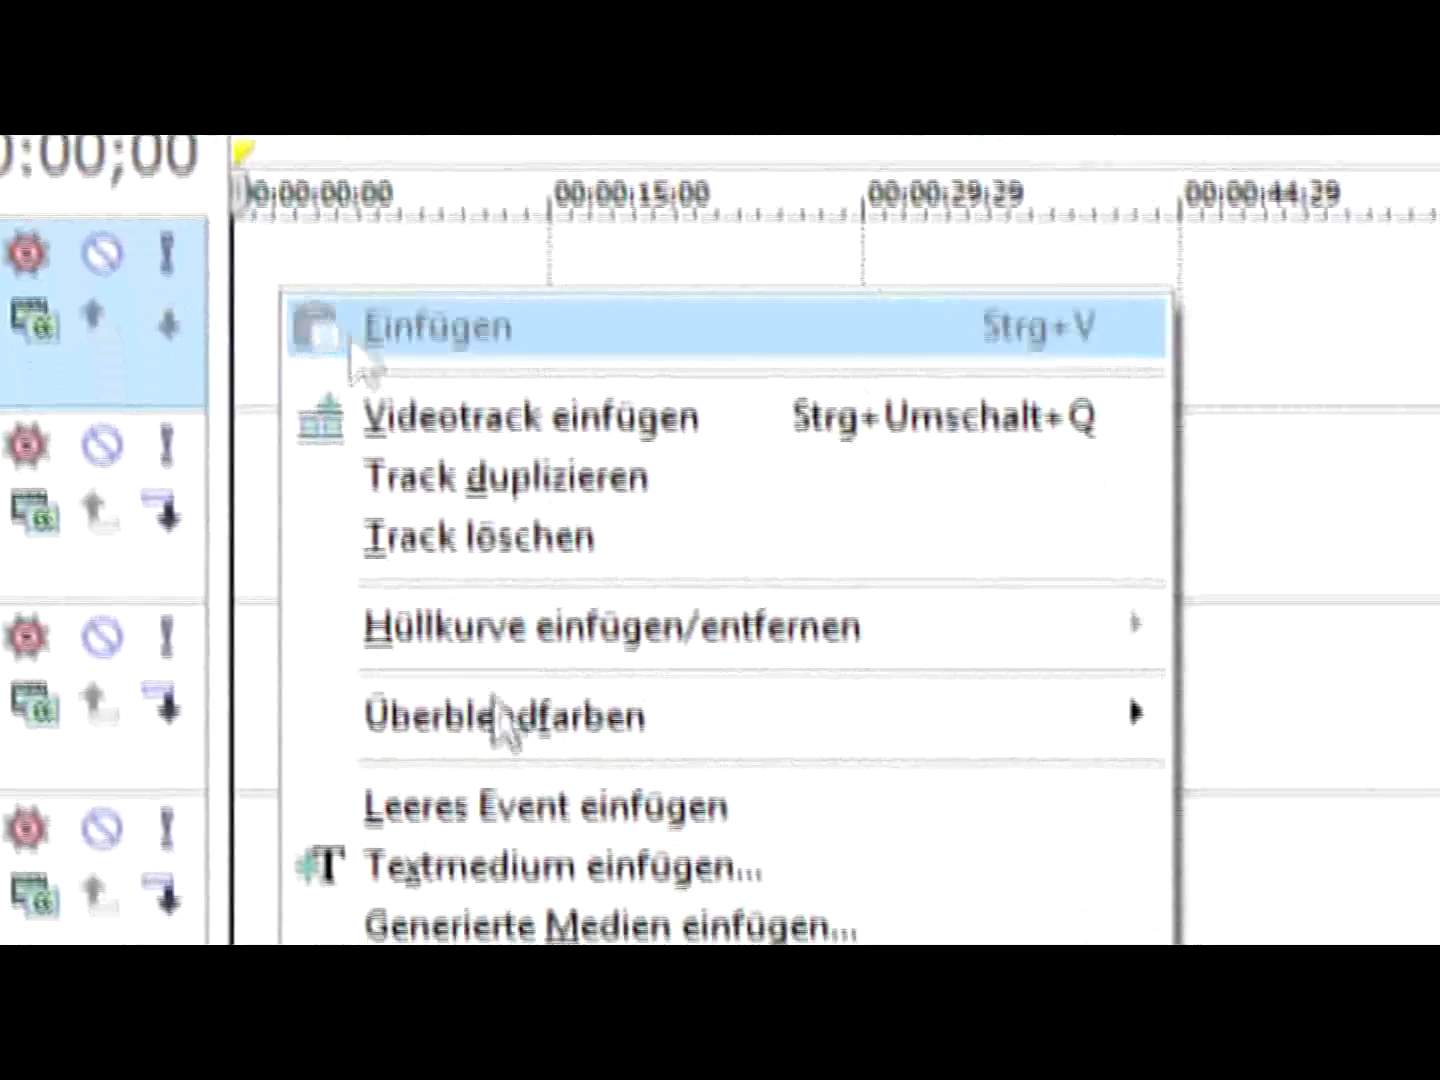 0:00;00
00:00:00;00
00:00:15;00
00:00:29;29
00:00:44;29
Einfügen Strg+V
Videotrack einfügen Strg+Umschalt+Q
Track duplizieren
Track löschen
Hüllkurve einfügen/entfernen
Überblendfarben
Leeres Event einfügen
Textmedium einfügen...
Generierte Medien einfügen...